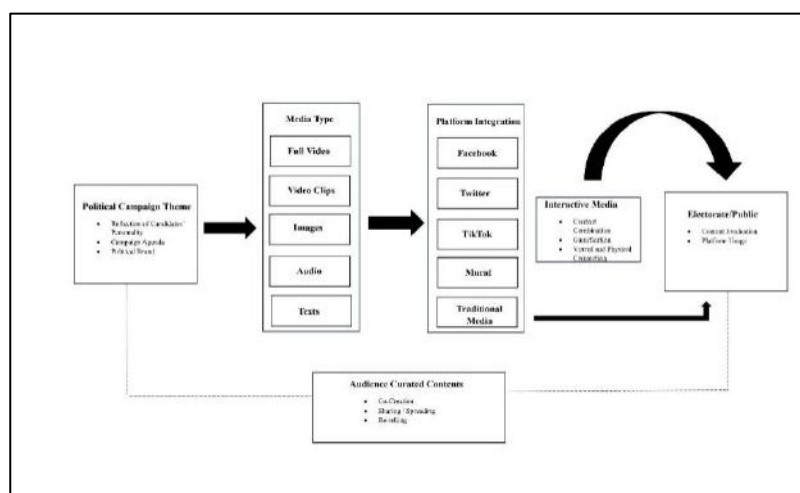 Political Campaign Theme
Reflection of Candidates'
Personality
Campaign Agenda
Political Brand
Media Type
Full Video
Video Clips
Images
Audio
Texts
Platform Integration
Facebook
Twitter
TikTok
Mural
Traditional
Media
Interactive Media
Content
Combination
Gamification
Virtual and Physical
Connection
Electorate/Public
Content Evaluation
Platform Usage
Audience Curated Contents
Co-Creation
Sharing / Spreading
Retelling